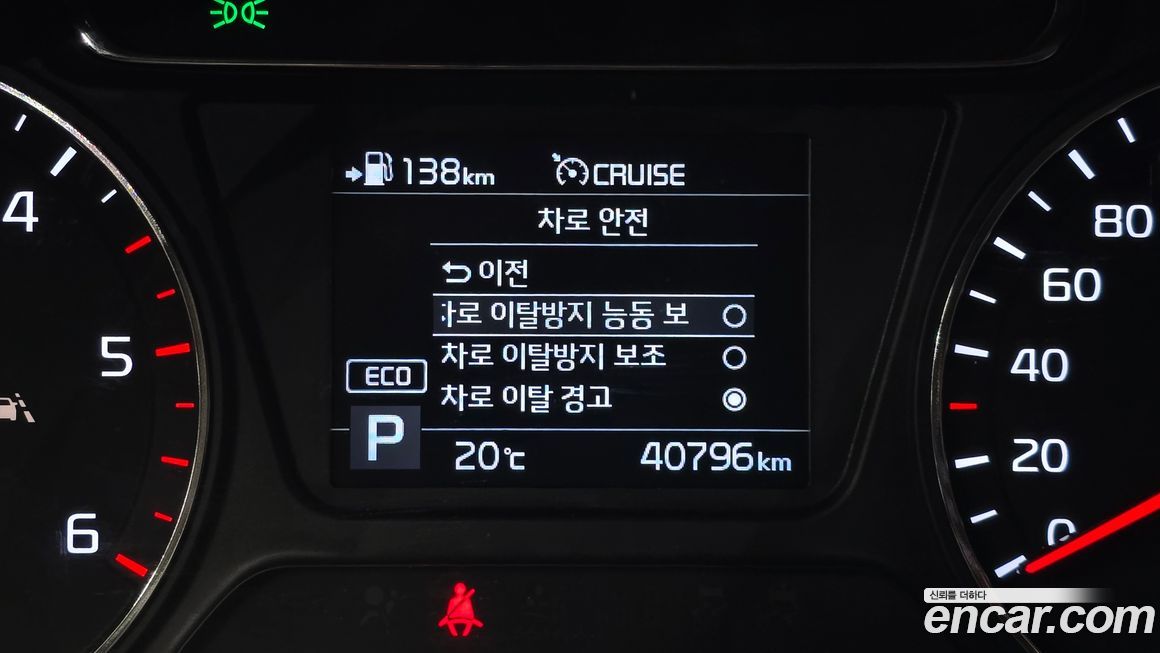 138km CRUISE
차로 안전
이전
차로 이탈방지 능동 보
차로 이탈방지 보조
ECO
차로 이탈 경고
P
20℃ 40796km
4
5
6
80
60
40
20
0
신뢰를 더하다
encar.com